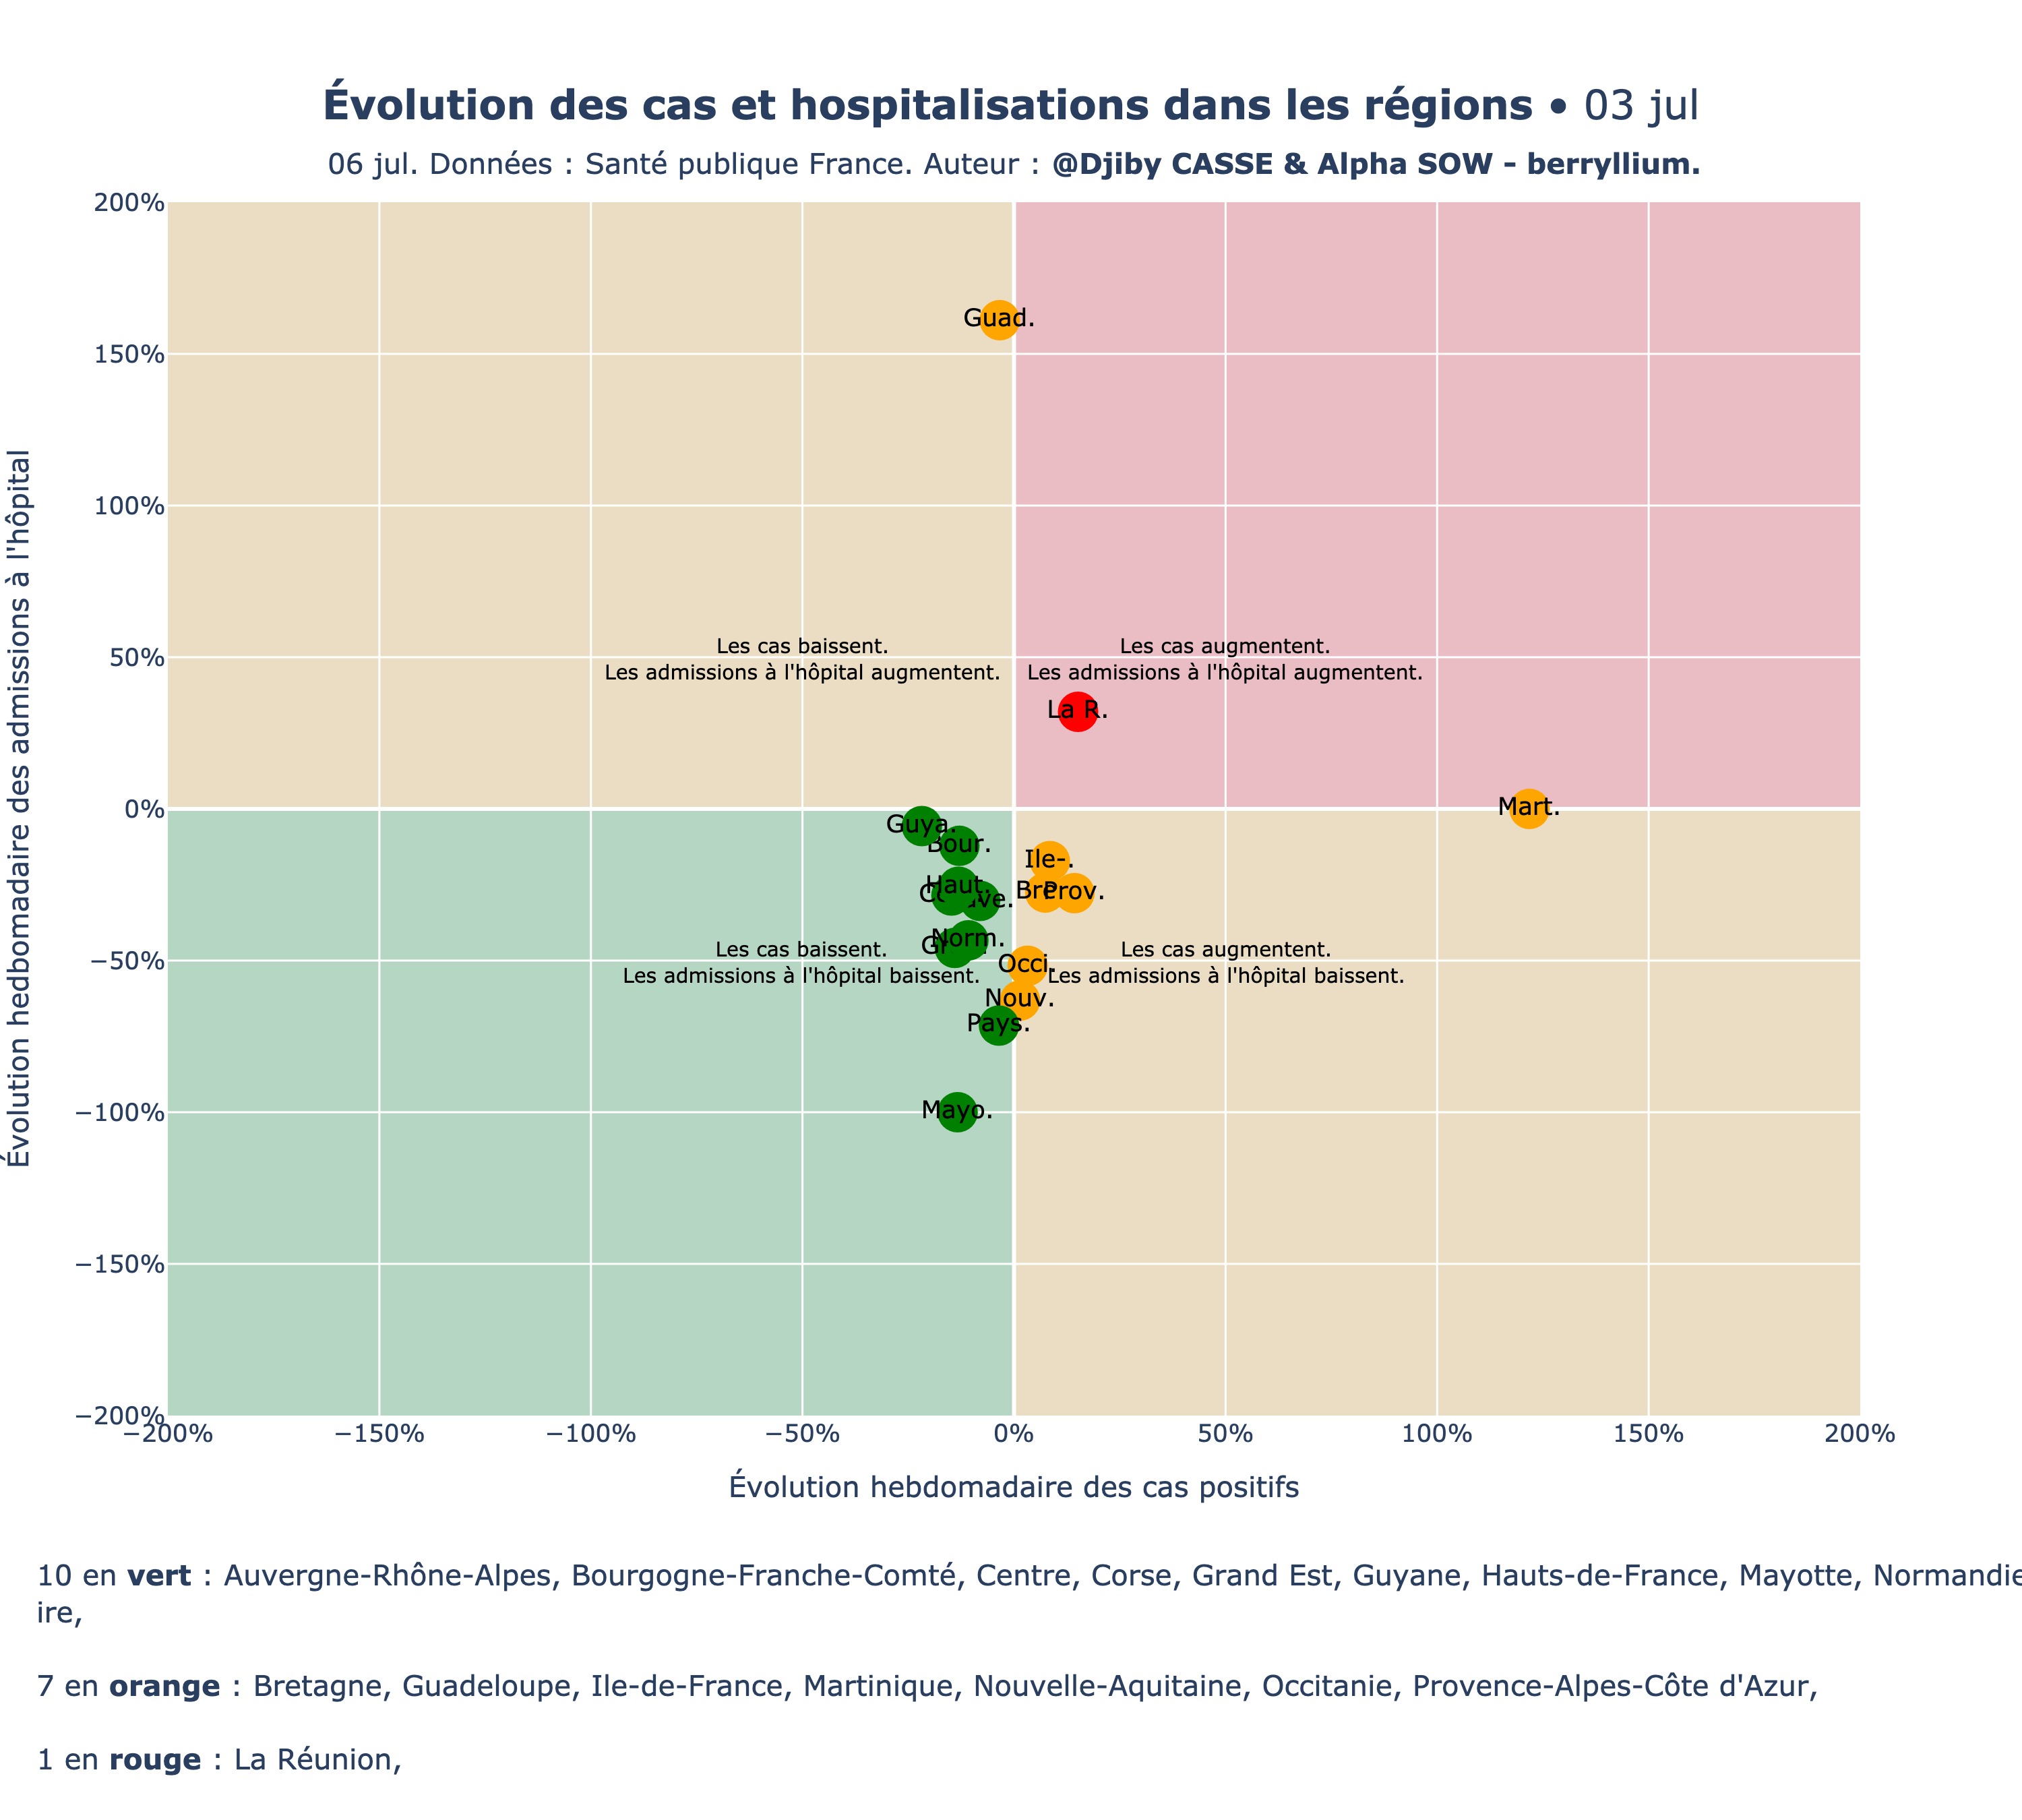 Évolution des cas et hospitalisations dans les régions • 03 jul
06 jul. Données : Santé publique France. Auteur : @Djiby CASSE & Alpha SOW - berryllium.
Évolution hedbomadaire des admissions à l'hôpital
200%
150%
100%
50%
0%
−50%
−100%
−150%
−200%
Guad.
Les cas baissent.
Les admissions à l'hôpital augmentent.
Les cas augmentent.
Les admissions à l'hôpital augmentent.
La R.
Mart.
Guya.
Bour.
Ile-.
Haut.
Prov.
Norm.
Les cas baissent.
Les admissions à l'hôpital baissent.
Les cas augmentent.
Les admissions à l'hôpital baissent.
Occi.
Nouv.
Pays.
Mayo.
−200%
−150%
−100%
−50%
0%
50%
100%
150%
200%
Évolution hebdomadaire des cas positifs
10 en vert : Auvergne-Rhône-Alpes, Bourgogne-Franche-Comté, Centre, Corse, Grand Est, Guyane, Hauts-de-France, Mayotte, Normandie
ire,
7 en orange : Bretagne, Guadeloupe, Ile-de-France, Martinique, Nouvelle-Aquitaine, Occitanie, Provence-Alpes-Côte d'Azur,
1 en rouge : La Réunion,